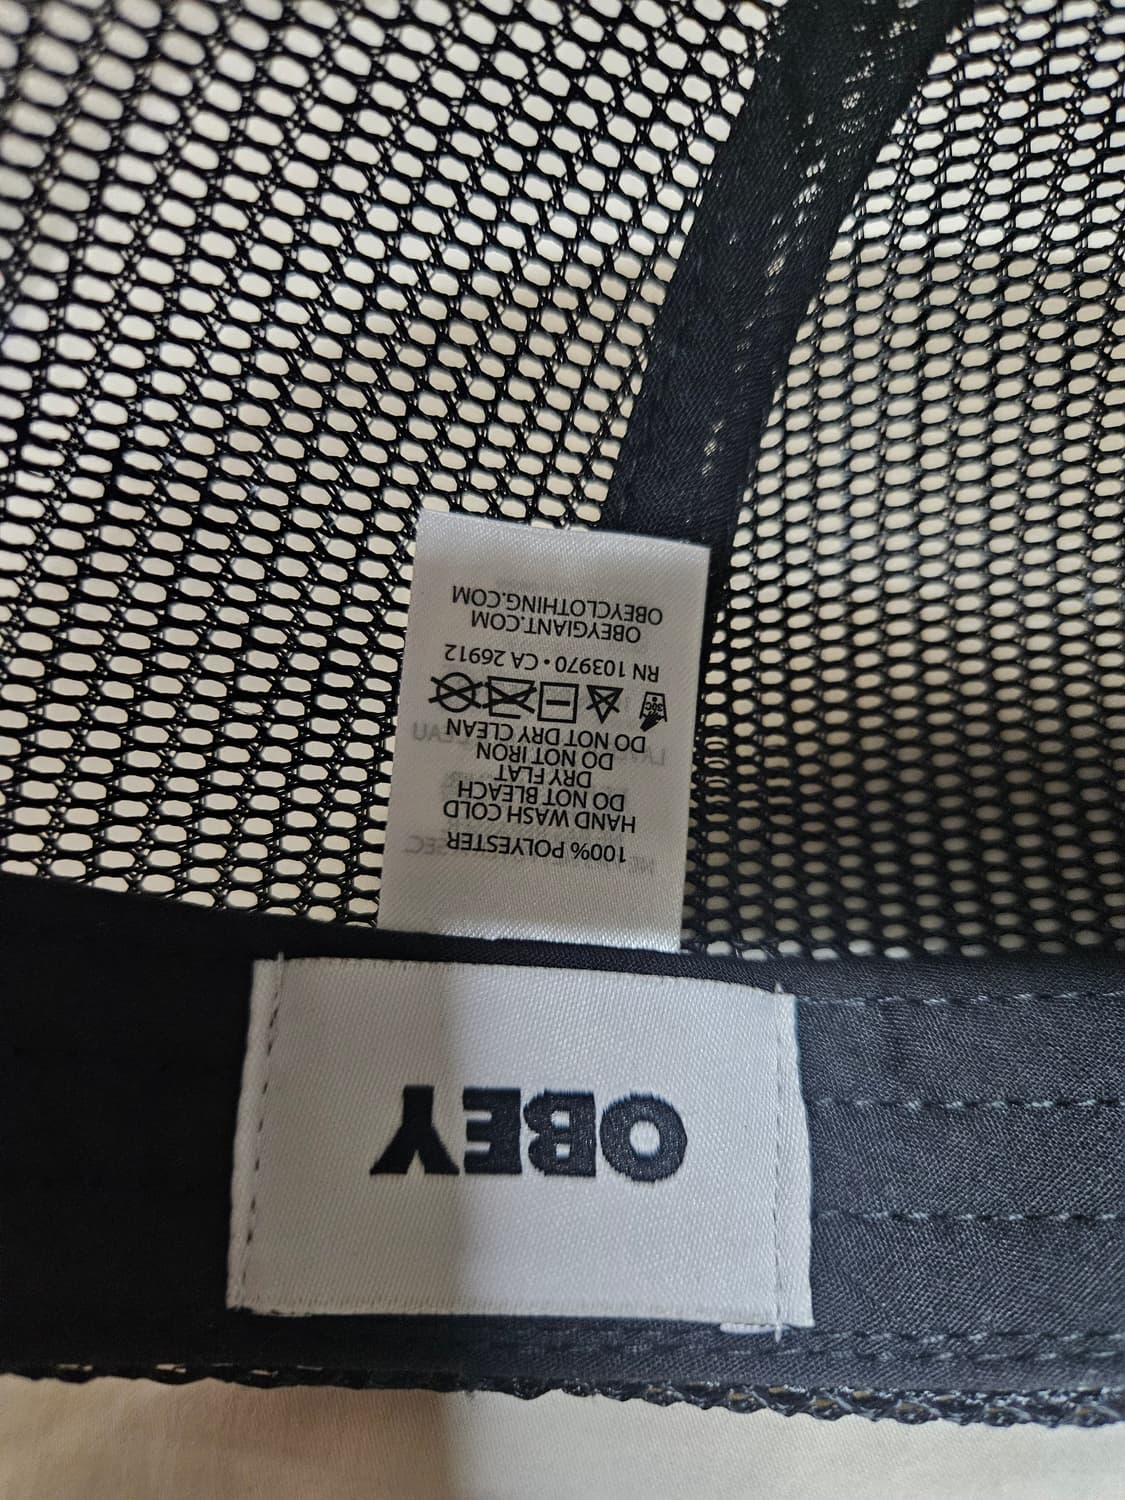 OBEY
100% POLYESTER
HAND WASH COLD
DO NOT BLEACH
DRY FLAT
DO NOT IRON
DO NOT DRY CLEAN
30C
RN 103970 • CA 26912
OBEYGIANT.COM
OBEYCLOTHING.COM